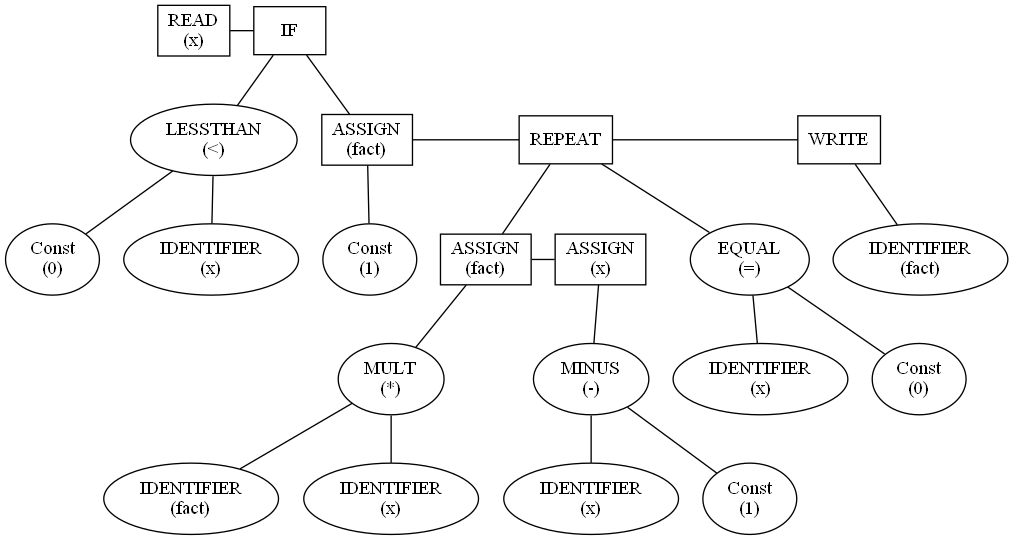 READ
(x)
IF
LESSTHAN
(<)
ASSIGN
(fact)
REPEAT
WRITE
Const
(0)
IDENTIFIER
(x)
Const
(1)
ASSIGN
(fact)
ASSIGN
(x)
EQUAL
(=)
IDENTIFIER
(fact)
MULT
(*)
MINUS
(-)
IDENTIFIER
(x)
Const
(0)
IDENTIFIER
(fact)
IDENTIFIER
(x)
IDENTIFIER
(x)
Const
(1)